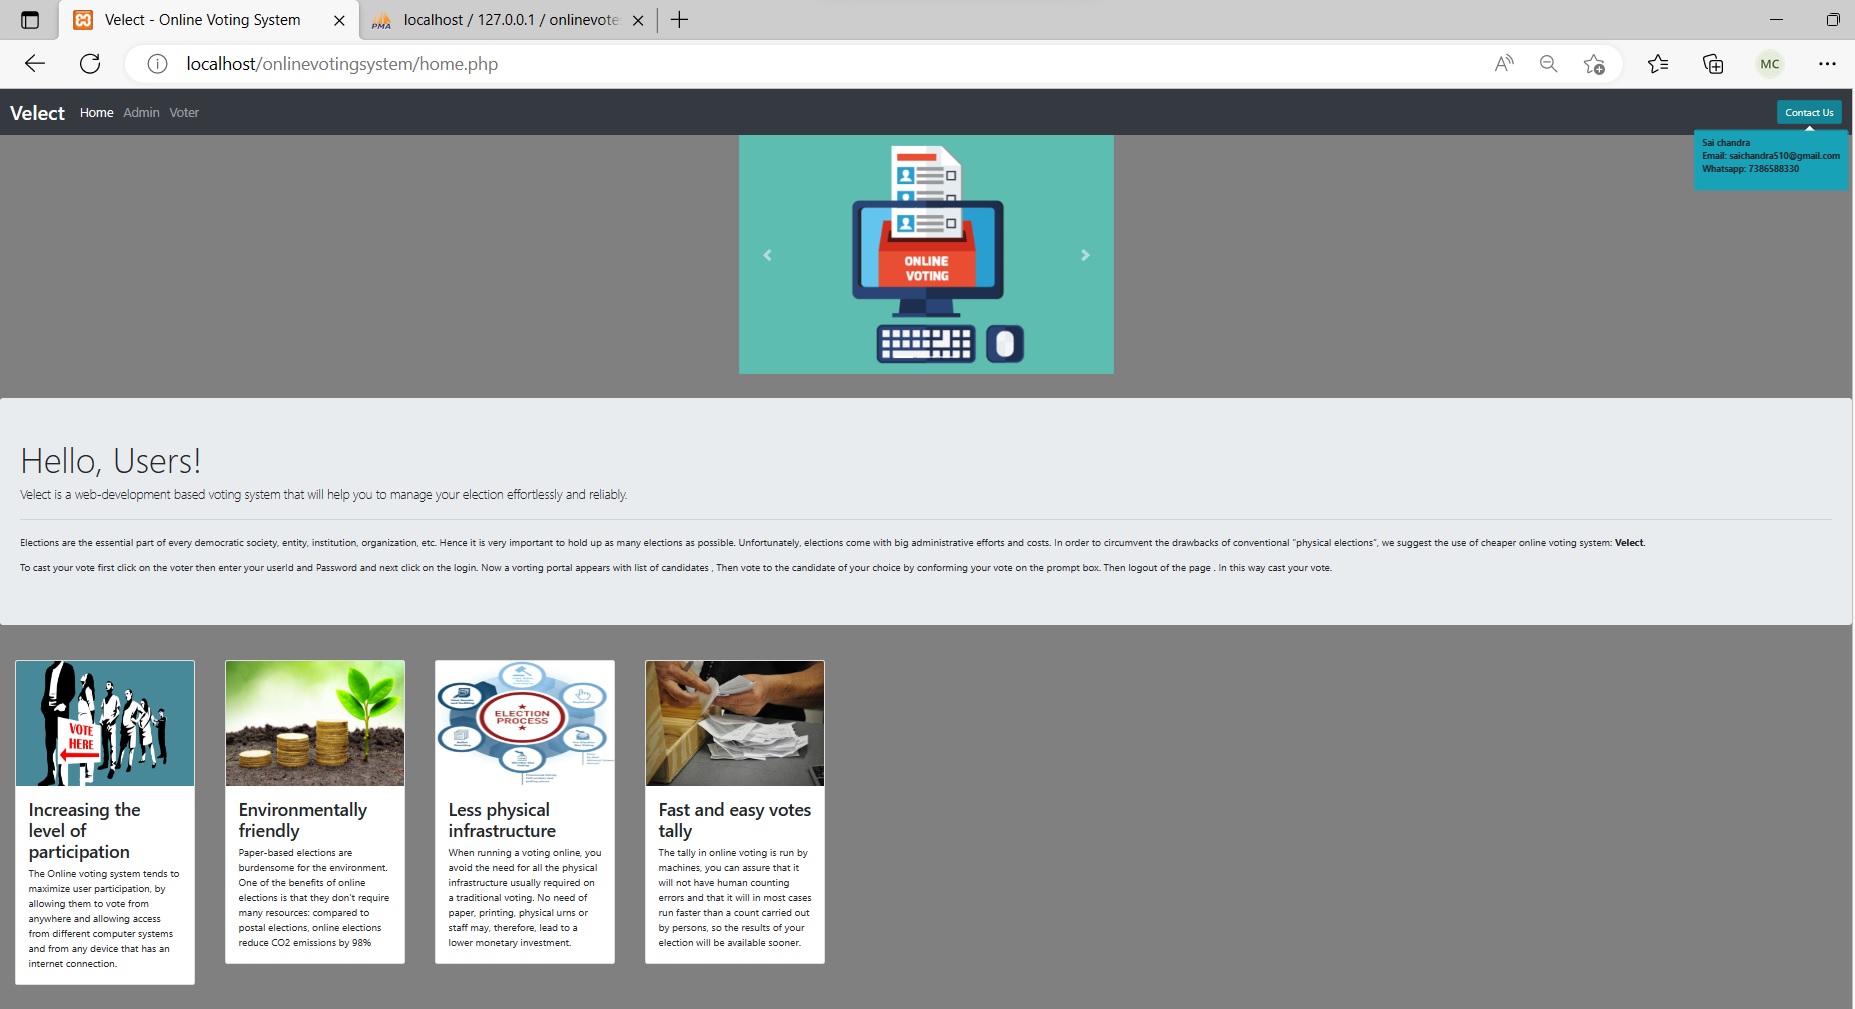 Velect - Online Voting System
localhost / 127.0.0.1 / onlinevote
localhost/onlinevotingsystem/home.php
MC
Velect Home Admin Voter
Contact Us
Sai chandra
Email: saichandra510@gmail.com
Whatsapp: 7386588330
ONLINE
VOTING
Hello, Users!
Velect is a web-development based voting system that will help you to manage your election effortlessly and reliably.
Elections are the essential part of every democratic society, entity, institution, organization, etc. Hence it is very important to hold up as many elections as possible. Unfortunately, elections come with big administrative efforts and costs. In order to circumvent the drawbacks of conventional "physical elections", we suggest the use of cheaper online voting system: Velect.
To cast your vote first click on the voter then enter your userId and Password and next click on the login. Now a vorting portal appears with list of candidates , Then vote to the candidate of your choice by conforming your vote on the prompt box. Then logout of the page . In this way cast your vote.
VOTE
HERE
Increasing the
level of
participation
The Online voting system tends to
maximize user participation, by
allowing them to vote from
anywhere and allowing access
from different computer systems
and from any device that has an
internet connection.
Environmentally
friendly
Paper-based elections are
burdensome for the environment.
One of the benefits of online
elections is that they don't require
many resources: compared to
postal elections, online elections
reduce CO2 emissions by 98%
ELECTION
PROCESS
Less physical
infrastructure
When running a voting online, you
avoid the need for all the physical
infrastructure usually required on
a traditional voting. No need of
paper, printing, physical urns or
staff may, therefore, lead to a
lower monetary investment.
Fast and easy votes
tally
The tally in online voting is run by
machines, you can assure that it
will not have human counting
errors and that it will in most cases
run faster than a count carried out
by persons, so the results of your
election will be available sooner.